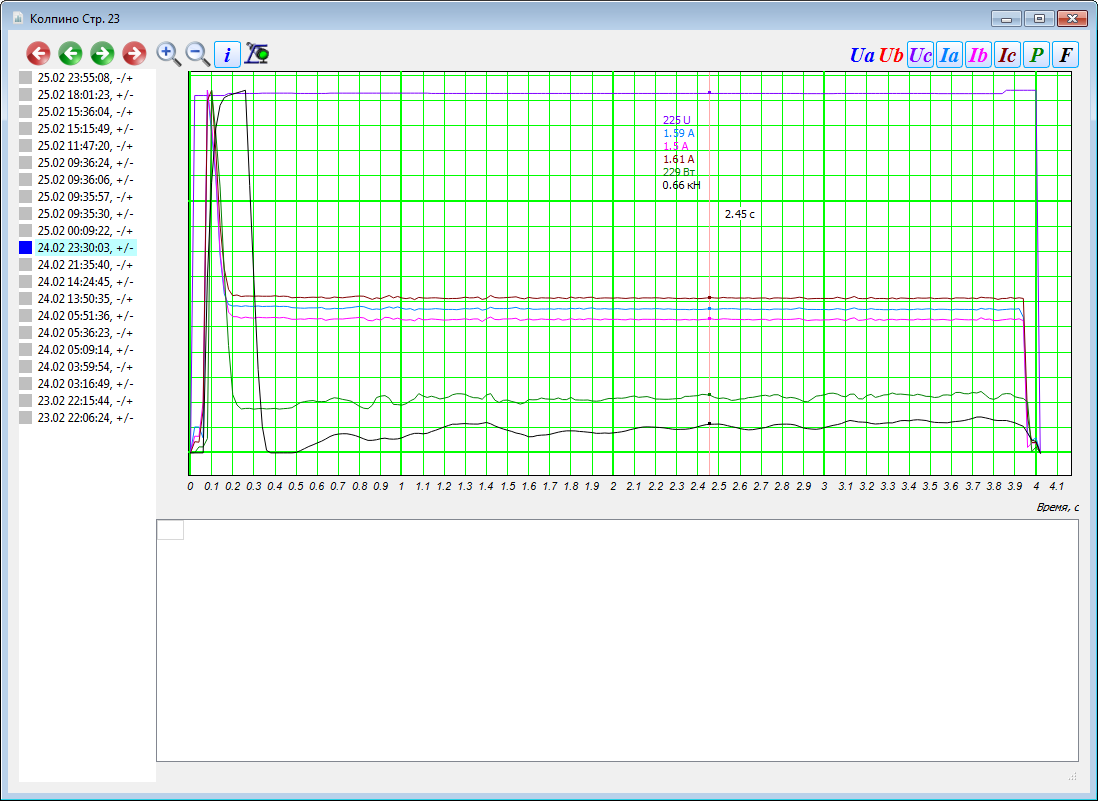 Колпино Стр. 23
i
Ua Ub Uc Ia Ib Ic P F
25.02 23:55:08, -/+
25.02 18:01:23, +/-
25.02 15:36:04, +/-
25.02 15:15:49, +/-
25.02 11:47:20, -/+
25.02 09:36:24, +/-
25.02 09:36:06, +/-
25.02 09:35:57, -/+
25.02 09:35:30, +/-
25.02 00:09:22, -/+
24.02 23:30:03, +/-
24.02 21:35:40, -/+
24.02 14:24:45, +/-
24.02 13:50:35, -/+
24.02 05:51:36, +/-
24.02 05:36:23, -/+
24.02 05:09:14, +/-
24.02 03:59:54, +/-
24.02 03:16:49, +/-
23.02 22:15:44, -/+
23.02 22:06:24, +/-
225 U
1.59 А
1.5 А
1.61 А
229 Вт
0.66 кН
2.45 с
0 0.1 0.2 0.3 0.4 0.5 0.6 0.7 0.8 0.9 1 1.1 1.2 1.3 1.4 1.5 1.6 1.7 1.8 1.9 2 2.1 2.2 2.3 2.4 2.5 2.6 2.7 2.8 2.9 3 3.1 3.2 3.3 3.4 3.5 3.6 3.7 3.8 3.9 4 4.1
Время, с